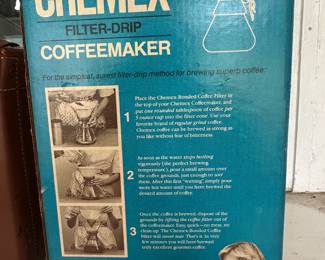 CHEMEX
FILTER-DRIP
COFFEEMAKER
For the simplest, surest filter-drip method for brewing superb coffee:
1
Place the Chemex-Bonded Coffee Filter in
the top of your Chemex Coffeemaker, and
put one rounded tablespoon of coffee per
5 ounce cup into the filter cone. Use your
favorite brand of regular grind coffee.
Chemex coffee can be brewed as strong as
you like without fear of bitterness.
2
As soon as the water stops boiling
vigorously (the perfect brewing
temperature), pour a small amount over
the coffee grounds, just enough to wet
them. After this first "wetting" simply pour
more hot water until you have brewed the
desired amount of coffee.
3
Once the coffee is brewed, dispose of the
grounds by lifting the coffee filter out of
the coffeemaker. Easy, quick—no mess, no
clean-up. The Chemex-Bonded Coffee
Filter will never tear. That's it. In very
few minutes you will have brewed
truly excellent gourmet coffee.